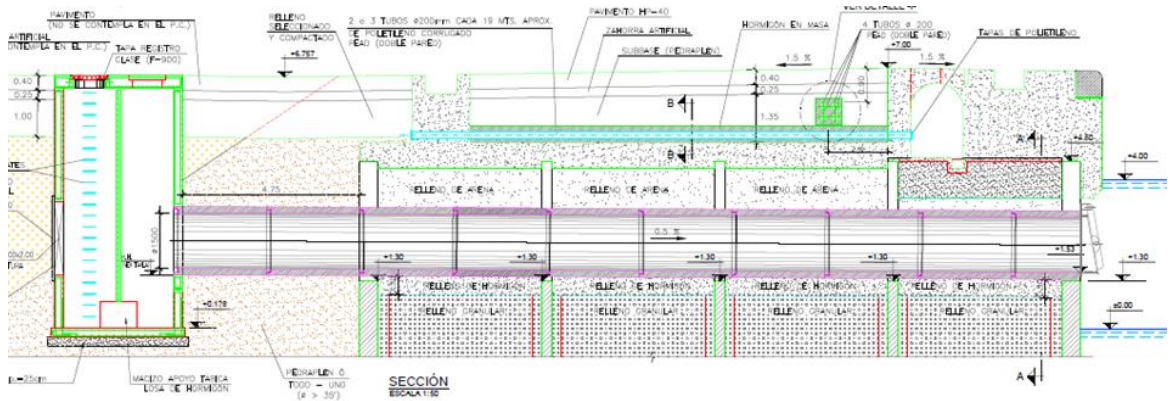 PAVIMENTO
(NO SE CONTEMPLA EN EL P.C.)
ARTIFICIAL
CONTEMPLA EN EL P.C.)
TAPA REGISTRO
CLASE (F-900)
RELLENO
SELECCIONADO
Y COMPACTADO
+6.757
2 o 3 TUBOS Ø200mm CADA 19 MTS. APROX.
DE POLIETILENO CORRUGADO
PEAD (DOBLE PARED)
PAVIMENTO HP-40
ZAHORRA ARTIFICIAL
SUBBASE (PEDRAPLEN)
HORMIGÓN EN MASA
VER DETALLE
4 TUBOS Ø 200
PEAD (DOBLE PARED)
+7.00
TAPAS DE POLIETILENO
1.5 %
1.5 %
0.40
0.25
1.00
0.40
0.25
1.35
B
B
A
+4.00
RELLENO DE ARENA
RELLENO DE ARENA
RELLENO DE ARENA
4.75
Ø1500
0.5 %
+1.53
+1.30
+1.30
+1.30
+1.30
+1.30
+0.178
±0.00
RELLENO DE HORMIGÓN
RELLENO DE HORMIGÓN
RELLENO DE HORMIGÓN
RELLENO DE HORMIGÓN
RELLENO GRANULAR
RELLENO GRANULAR
RELLENO GRANULAR
RELLENO GRANULAR
MACIZO APOYO TABICA
LOSA DE HORMIGÓN
PEDRAPLEN Ó
TODO - UNO
SECCIÓN
ESCALA 1:50
A